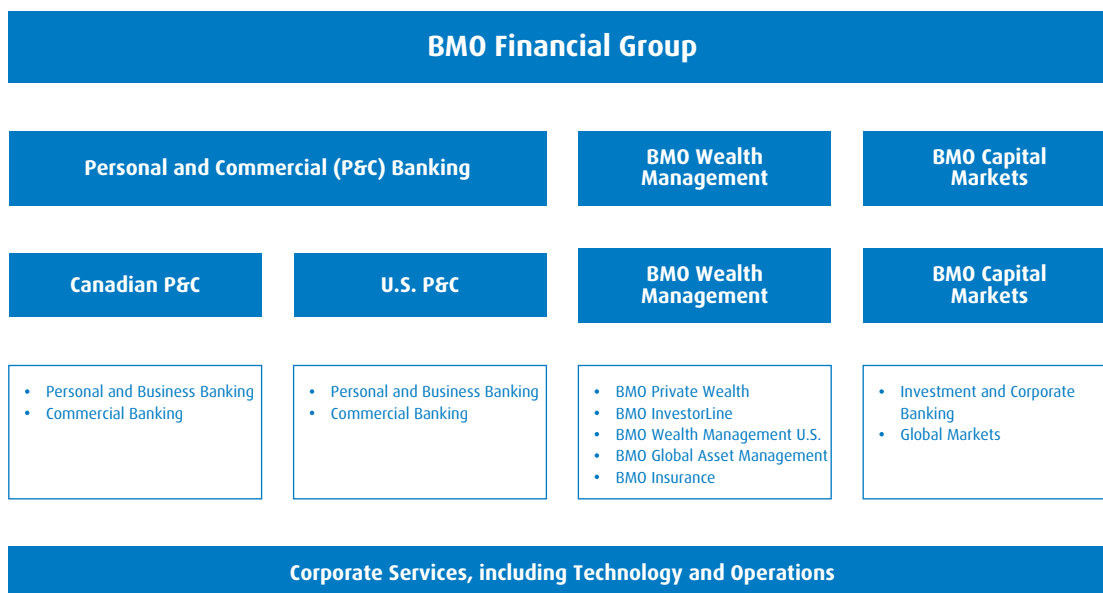 BMO Financial Group
Personal and Commercial (P&C) Banking
BMO Wealth
Management
BMO Capital
Markets
Canadian P&C
U.S. P&C
BMO Wealth
Management
BMO Capital
Markets
• Personal and Business Banking
• Commercial Banking
• Personal and Business Banking
• Commercial Banking
• BMO Private Wealth
• BMO InvestorLine
• BMO Wealth Management U.S.
• BMO Global Asset Management
• BMO Insurance
• Investment and Corporate
Banking
• Global Markets
Corporate Services, including Technology and Operations